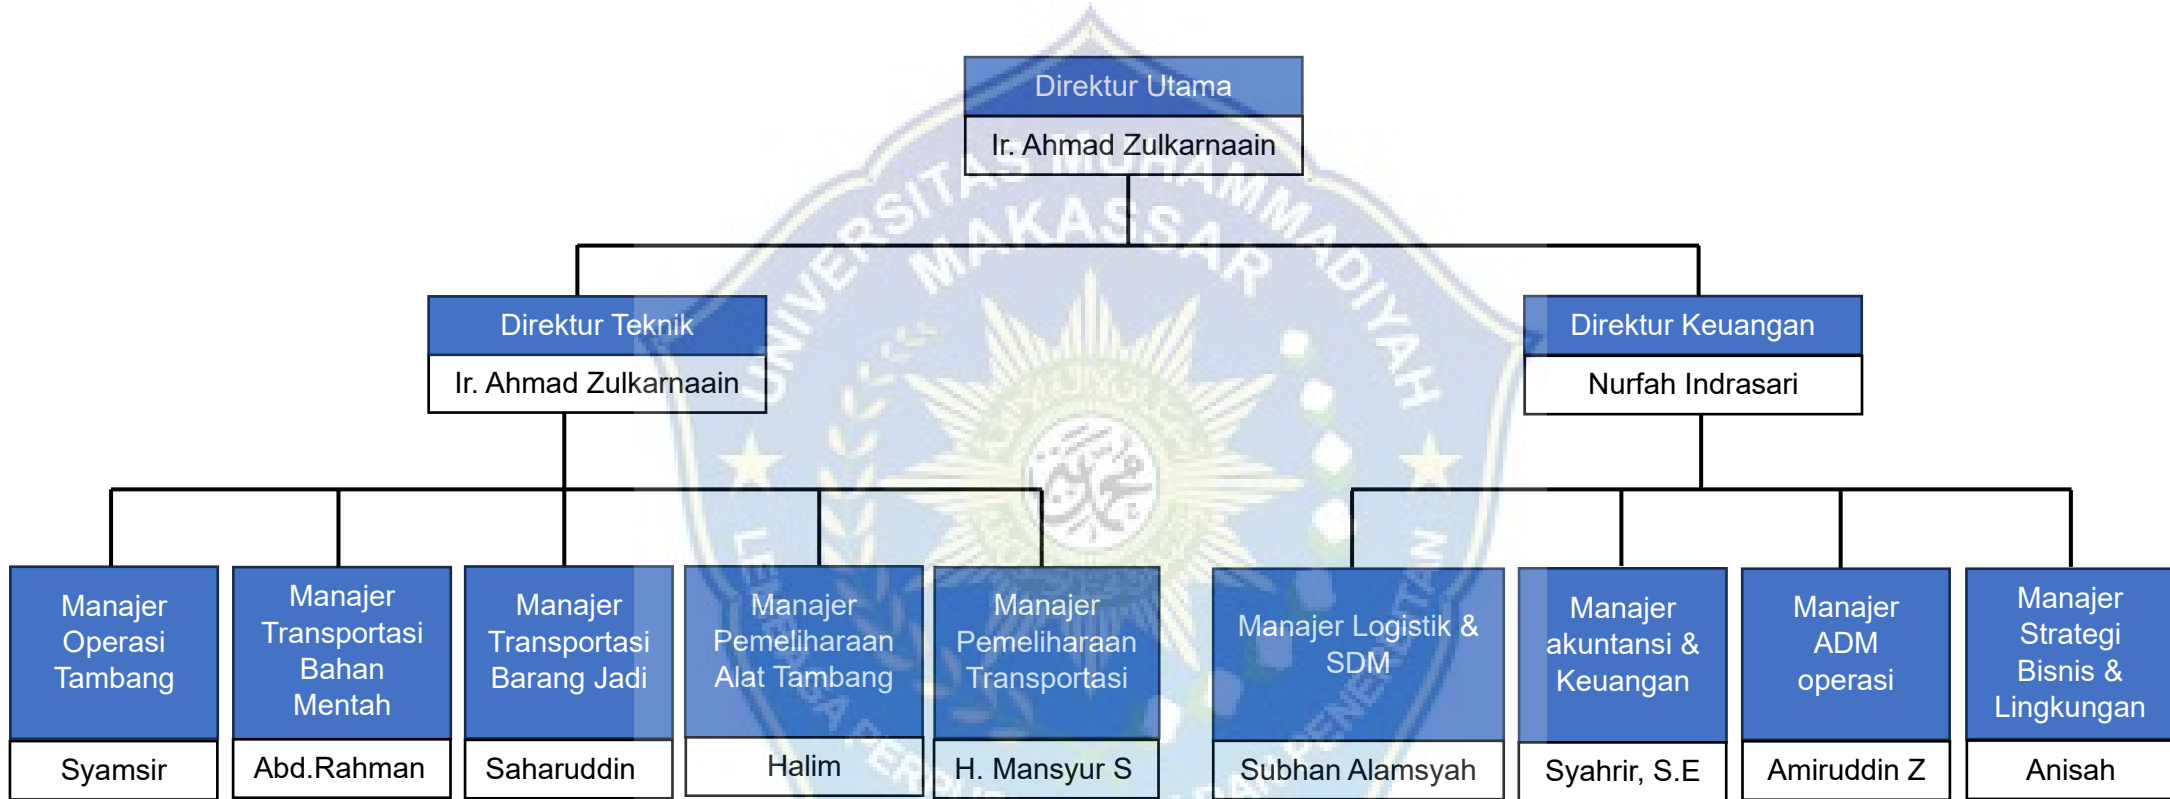 Direktur Utama
Ir. Ahmad Zulkarnaain
UNIVERSITAS MUHAMMADIYAH
MAKASSAR
Direktur Teknik
Ir. Ahmad Zulkarnaain
Direktur Keuangan
Nurfah Indrasari
Manajer
Operasi
Tambang
Syamsir
Manajer
Transportasi
Bahan
Mentah
Abd.Rahman
Manajer
Transportasi
Barang Jadi
Saharuddin
Manajer
Pemeliharaan
Alat Tambang
Halim
Manajer
Pemeliharaan
Transportasi
H. Mansyur S
Manajer Logistik &
SDM
Subhan Alamsyah
Manajer
akuntansi &
Keuangan
Syahrir, S.E
Manajer
ADM
operasi
Amiruddin Z
Manajer
Strategi
Bisnis &
Lingkungan
Anisah